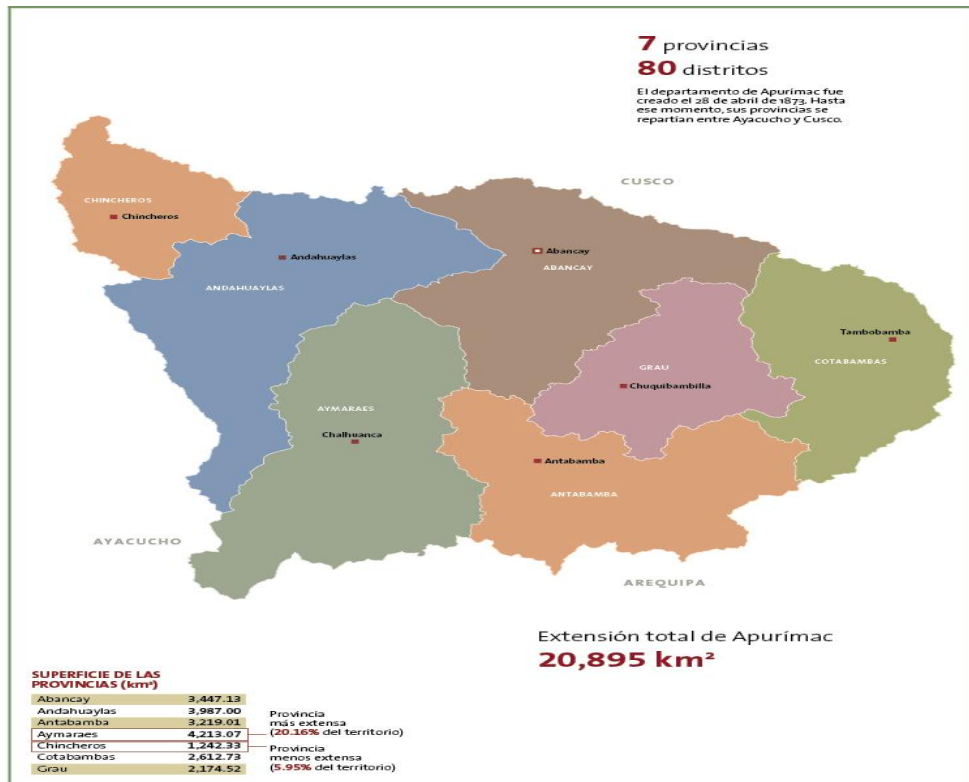 7 provincias
80 distritos
El departamento de Apurímac fue
creado el 28 de abril de 1873. Hasta
ese momento, sus provincias se
repartían entre Ayacucho y Cusco.
CUSCO
CHINCHEROS
Chincheros
Andahuaylas
ANDAHUAYLAS
Abancay
ABANCAY
Tambobamba
COTABAMBAS
GRAU
Chuquibambilla
AYMARAES
Chalhuanca
Antabamba
ANTABAMBA
AYACUCHO
AREQUIPA
Extensión total de Apurímac
20,895 km²
SUPERFICIE DE LAS
PROVINCIAS (km²)
Abancay 3,447.13
Andahuaylas 3,987.00
Antabamba 3,219.01
Aymaraes 4,213.07
Chincheros 1,242.33
Cotabambas 2,612.73
Grau 2,174.52
Provincia
más extensa
(20.16% del territorio)
Provincia
menos extensa
(5.95% del territorio)